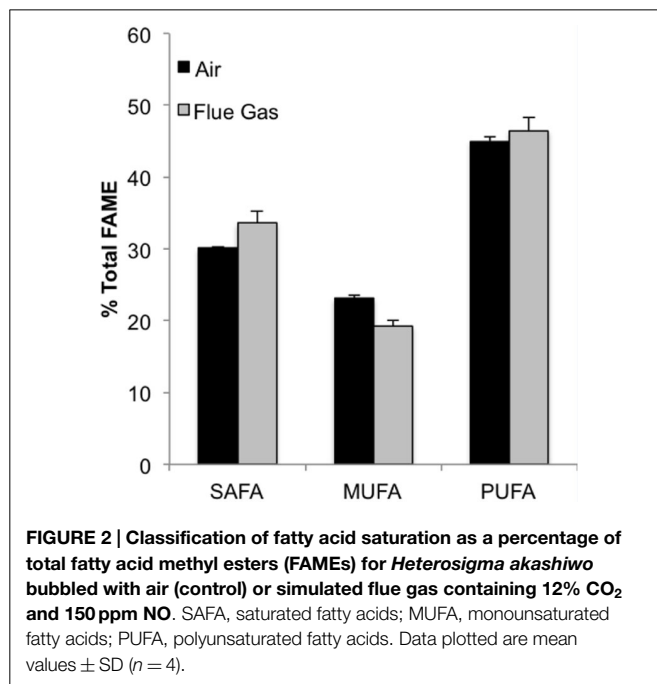 60
Air
50
Flue Gas
40
% Total FAME
30
20
10
0
SAFA MUFA PUFA
FIGURE 2 | Classification of fatty acid saturation as a percentage of
total fatty acid methyl esters (FAMEs) for Heterosigma akashiwo
bubbled with air (control) or simulated flue gas containing 12% CO₂
and 150 ppm NO. SAFA, saturated fatty acids; MUFA, monounsaturated
fatty acids; PUFA, polyunsaturated fatty acids. Data plotted are mean
values ± SD (n = 4).